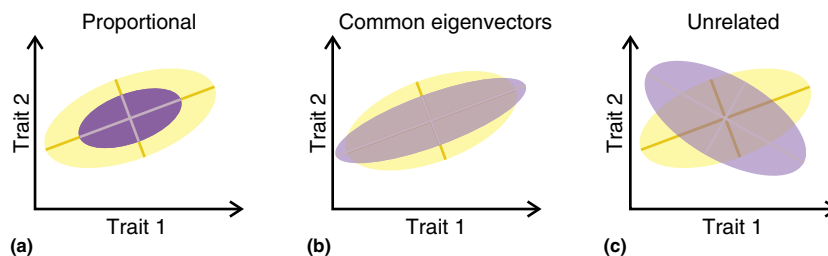 Proportional
Trait 2
Trait 1
(a)
Common eigenvectors
Trait 2
Trait 1
(b)
Unrelated
Trait 2
Trait 1
(c)